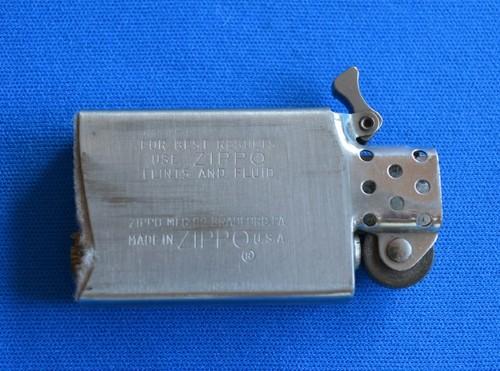 FOR BEST RESULTS
USE ZIPPO
FLINTS AND FLUID
ZIPPO MFG. CO. BRADFORD, PA.
MADE IN ZIPPO U.S.A.
®